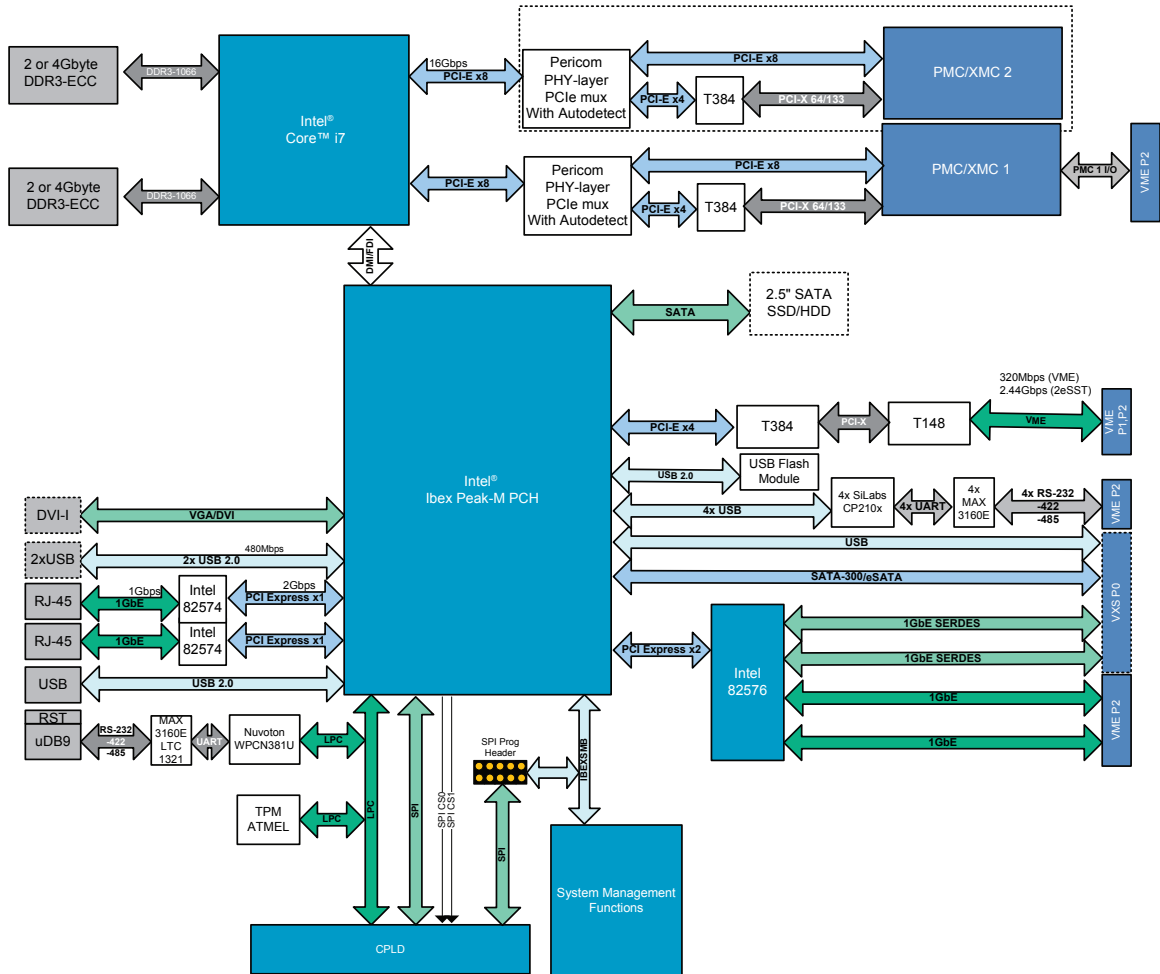 2 or 4Gbyte
DDR3-ECC
DDR3-1066
Intel®
Core™ i7
16Gbps
PCI-E x8
Pericom
PHY-layer
PCIe mux
With Autodetect
PCI-E x8
PCI-E x4
T384
PCI-X 64/133
PMC/XMC 2
2 or 4Gbyte
DDR3-ECC
DDR3-1066
PCI-E x8
Pericom
PHY-layer
PCIe mux
With Autodetect
PCI-E x8
PCI-E x4
T384
PCI-X 64/133
PMC/XMC 1
PMC 1 I/O
VME P2
DMI/FDI
Intel®
Ibex Peak-M PCH
SATA
2.5" SATA
SSD/HDD
320Mbps (VME)
2.44Gbps (2eSST)
PCI-E x4
T384
PCI-X
T148
VME
VME
P1,P2
USB 2.0
USB Flash
Module
4x USB
4x SiLabs
CP210x
4x UART
4x
MAX
3160E
4x RS-232
-422
-485
VME P2
USB
SATA-300/eSATA
VXS P0
PCI Express x2
Intel
82576
1GbE SERDES
1GbE SERDES
1GbE
1GbE
VME P2
DVI-I
VGA/DVI
2xUSB
480Mbps
2x USB 2.0
RJ-45
1Gbps
1GbE
Intel
82574
2Gbps
PCI Express x1
RJ-45
1GbE
Intel
82574
PCI Express x1
USB
USB 2.0
RST
uDB9
RS-232
-422
-485
MAX
3160E
LTC
1321
UART
Nuvoton
WPCN381U
LPC
TPM
ATMEL
LPC
LPC
SPI
SPI CS0
SPI CS1
SPI Prog
Header
SPI
IBEXSMB
System Management
Functions
CPLD